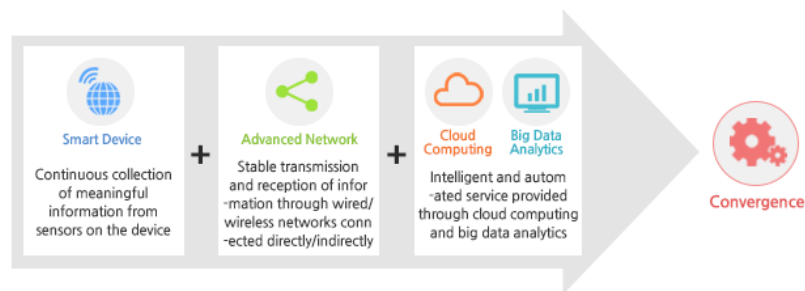 Smart Device
Continuous collection
of meaningful
information from
sensors on the device
+
Advanced Network
Stable transmission
and reception of infor
-mation through wired/
wireless networks conn
-ected directly/indirectly
+
Cloud
Computing
Big Data
Analytics
Intelligent and autom
-ated service provided
through cloud computing
and big data analytics
Convergence